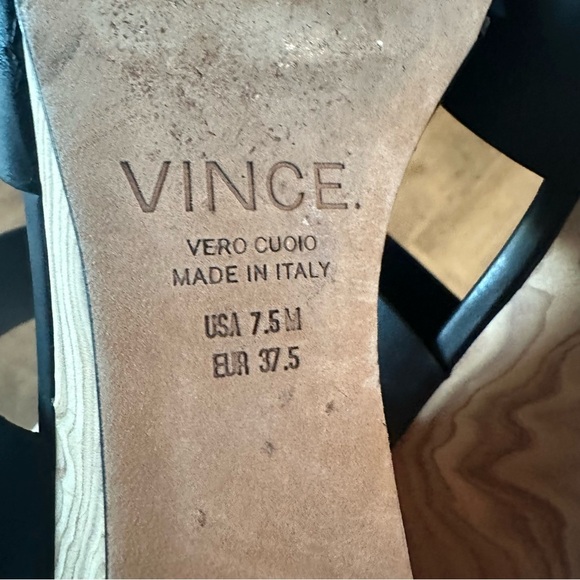 VINCE.
VERO CUOIO
MADE IN ITALY
USA 7.5 M
EUR 37.5